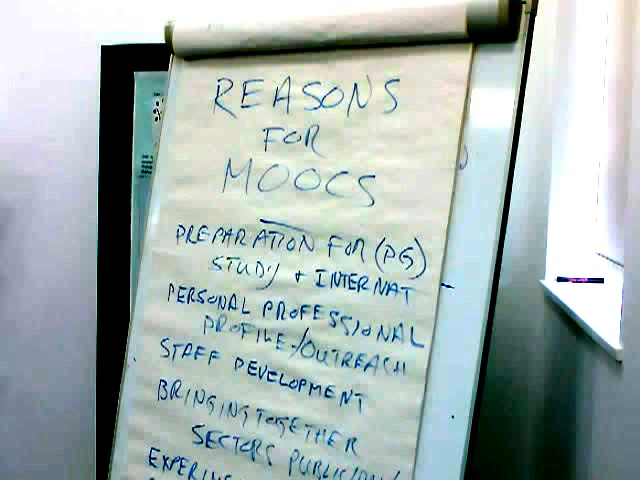 REASONS
FOR
MOOCS
PREPARATION FOR (PG)
STUDY + INTERNAT
PERSONAL PROFESSIONAL
PROFILE/OUTREACH
STAFF DEVELOPMENT
BRINGING TOGETHER
SECTORS PUBLIC/